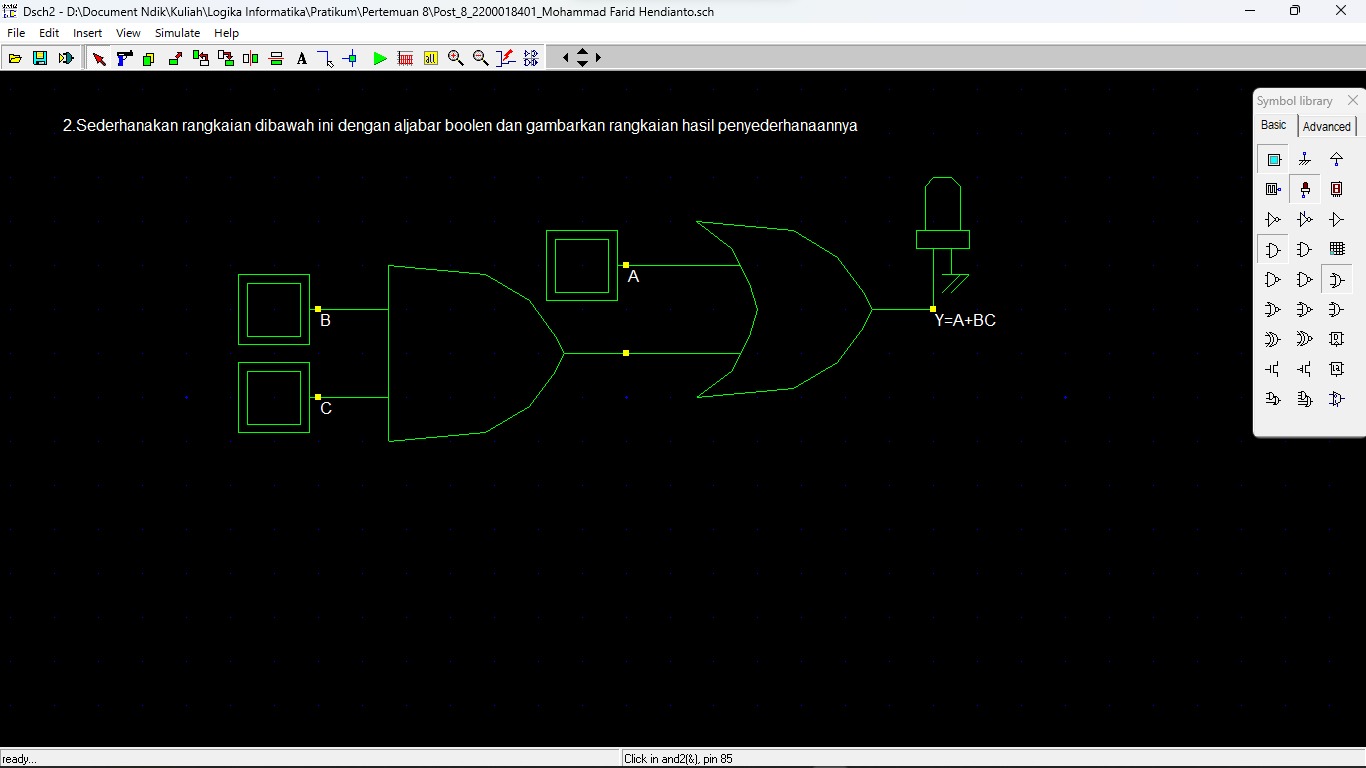 Dsch2 - D:\Document Ndik\Kuliah\Logika Informatika\Pratikum\Pertemuan 8\Post_8_2200018401_Mohammad Farid Hendianto.sch
File Edit Insert View Simulate Help
Symbol library
Basic Advanced
2.Sederhanakan rangkaian dibawah ini dengan aljabar boolen dan gambarkan rangkaian hasil penyederhanaannya
A
B
Y=A+BC
C
ready...
Click in and2(&), pin 85